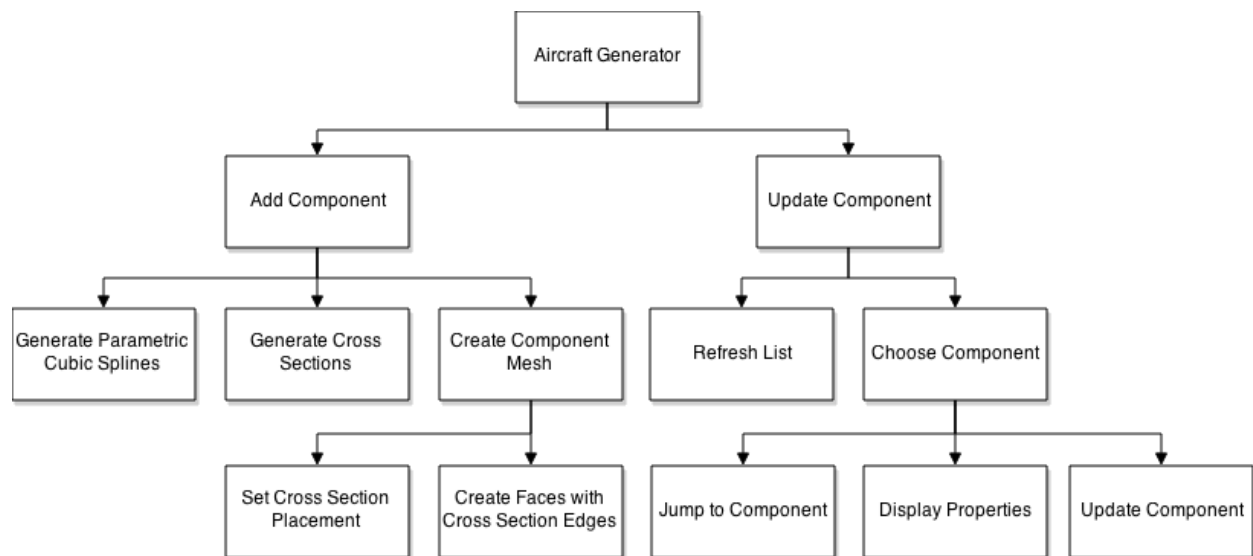 Aircraft Generator
Add Component
Update Component
Generate Parametric
Cubic Splines
Generate Cross
Sections
Create Component
Mesh
Refresh List
Choose Component
Set Cross Section
Placement
Create Faces with
Cross Section Edges
Jump to Component
Display Properties
Update Component